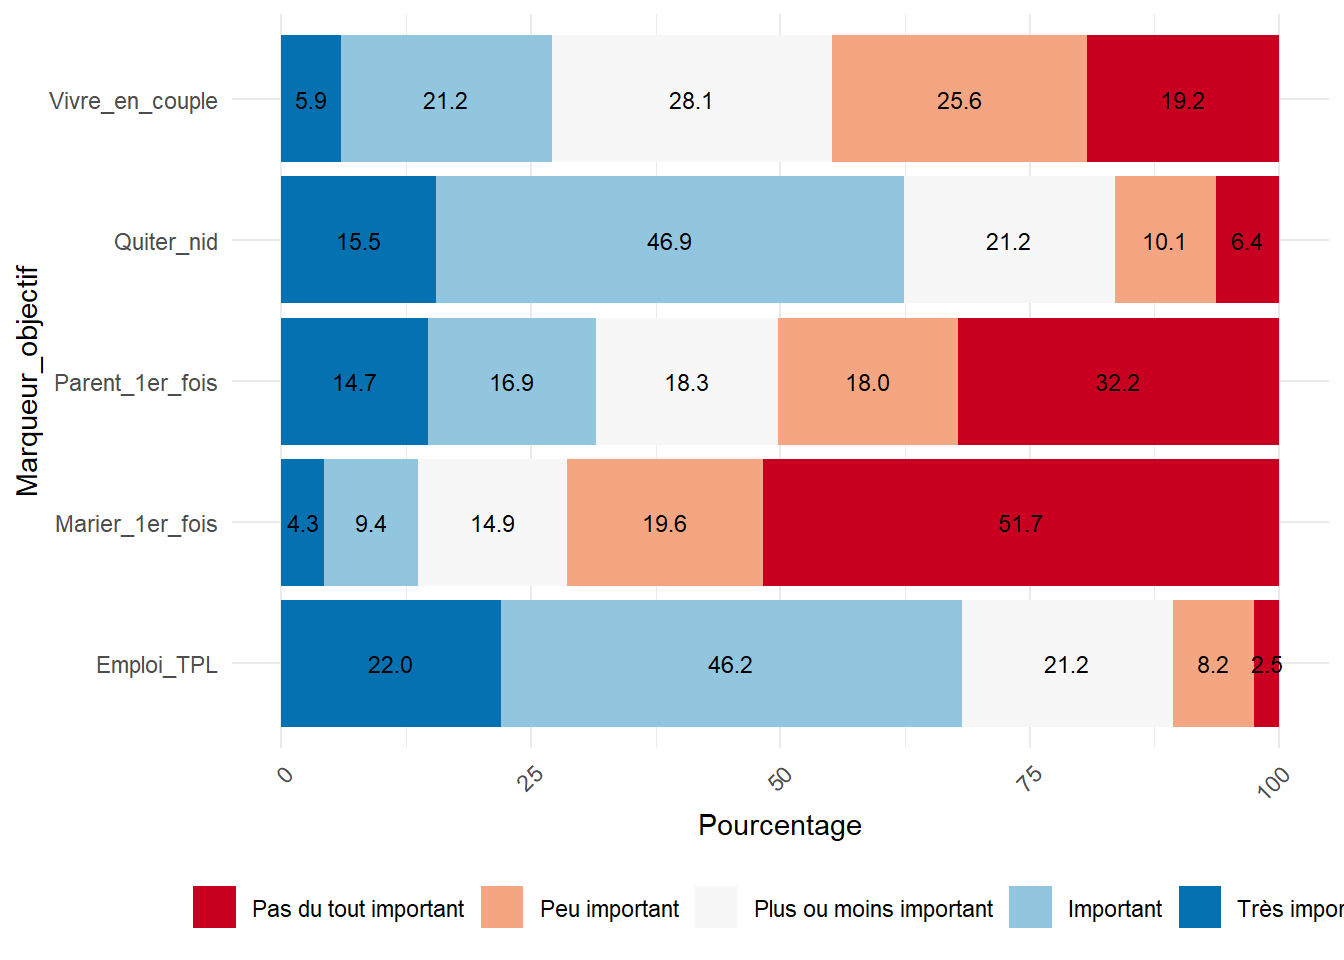 Vivre_en_couple 5.9 21.2 28.1 25.6 19.2
Quiter_nid 15.5 46.9 21.2 10.1 6.4
Parent_1er_fois 14.7 16.9 18.3 18.0 32.2
Marier_1er_fois 4.3 9.4 14.9 19.6 51.7
Emploi_TPL 22.0 46.2 21.2 8.2 2.5
Marqueur_objectif
0 25 50 75 100
Pourcentage
Pas du tout important Peu important Plus ou moins important Important Très impor